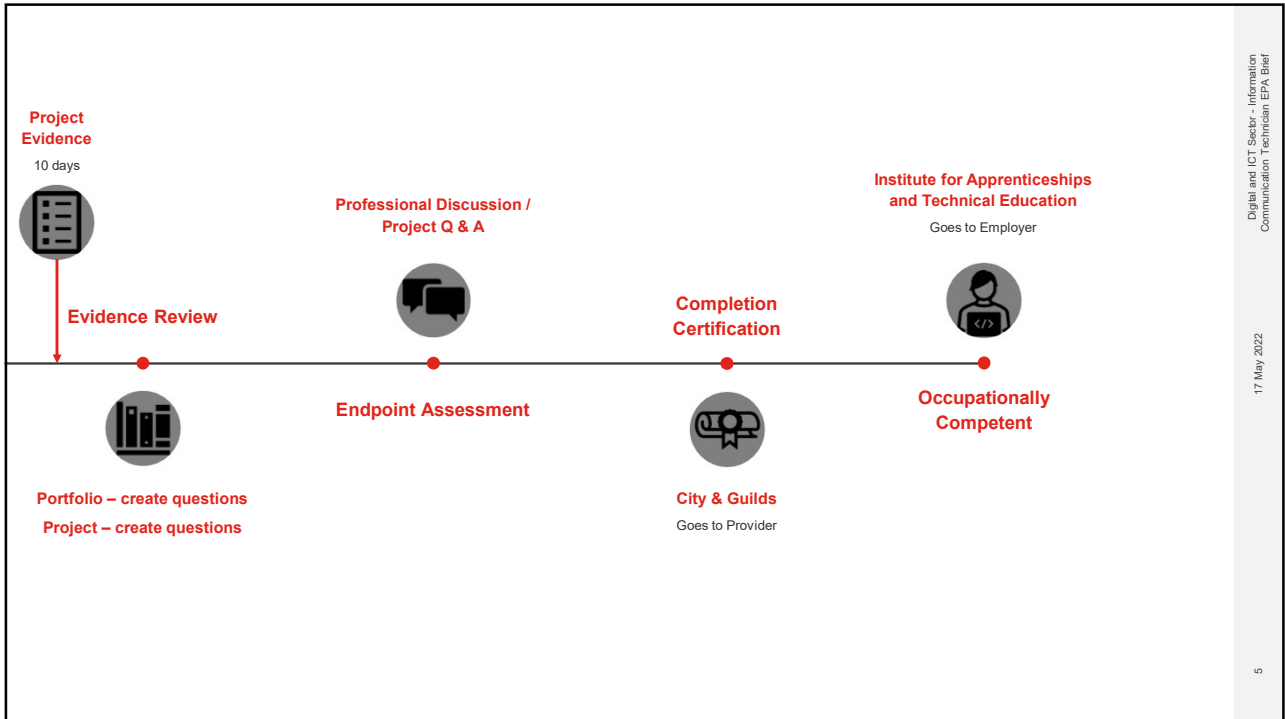 Project
Evidence
10 days
Evidence Review
Portfolio – create questions
Project – create questions
Professional Discussion /
Project Q & A
Endpoint Assessment
Completion
Certification
City & Guilds
Goes to Provider
Institute for Apprenticeships
and Technical Education
Goes to Employer
</>
Occupationally
Competent
Digital and ICT Sector - Information
Communication Technician EPA Brief
17 May 2022
5